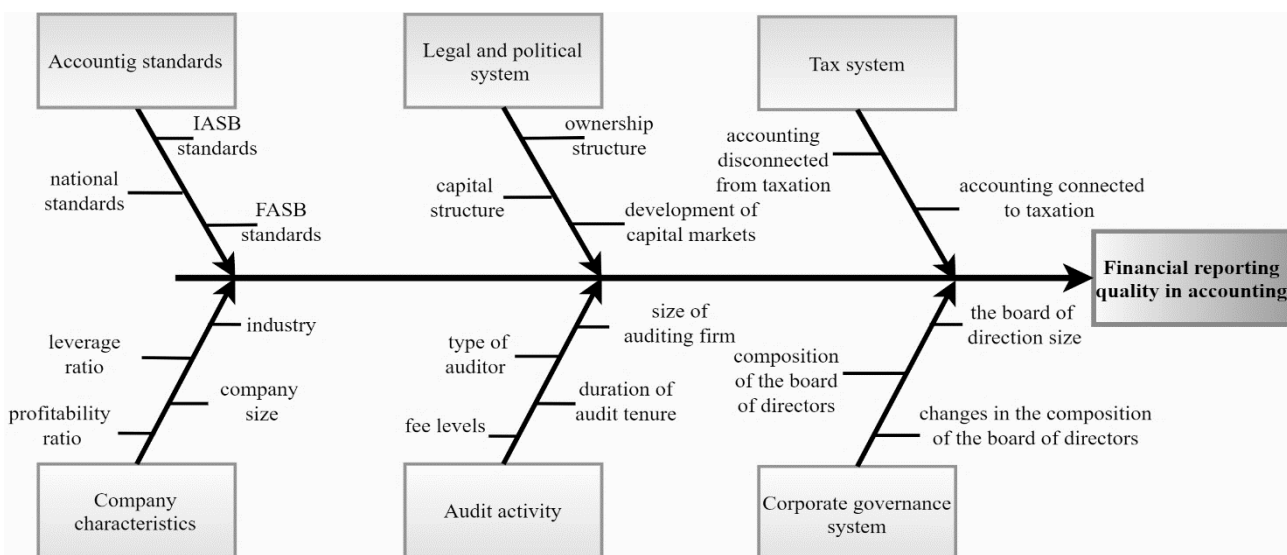 Accountig standards
Legal and political
system
Tax system
IASB
standards
national
standards
FASB
standards
ownership
structure
capital
structure
development of
capital markets
accounting
disconnected
from taxation
accounting connected
to taxation
Financial reporting
quality in accounting
industry
leverage
ratio
company
size
profitability
ratio
size of
auditing firm
type of
auditor
duration of
audit tenure
fee levels
the board of
direction size
composition
of the board
of directors
changes in the composition
of the board of directors
Company
characteristics
Audit activity
Corporate governance
system